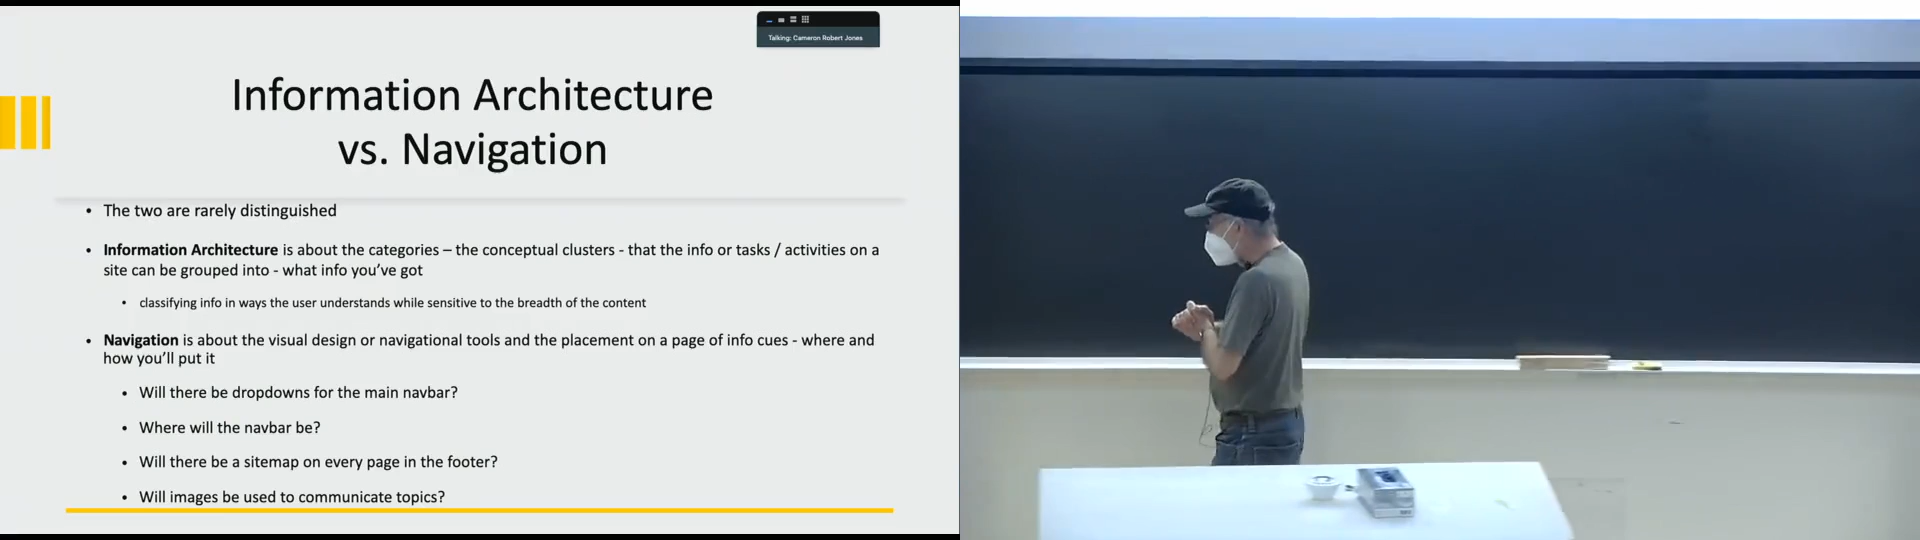 Talking: Cameron Robert Jones
Information Architecture
vs. Navigation
• The two are rarely distinguished
• Information Architecture is about the categories – the conceptual clusters - that the info or tasks / activities on a
site can be grouped into - what info you've got
• classifying info in ways the user understands while sensitive to the breadth of the content
• Navigation is about the visual design or navigational tools and the placement on a page of info cues - where and
how you'll put it
• Will there be dropdowns for the main navbar?
• Where will the navbar be?
• Will there be a sitemap on every page in the footer?
• Will images be used to communicate topics?